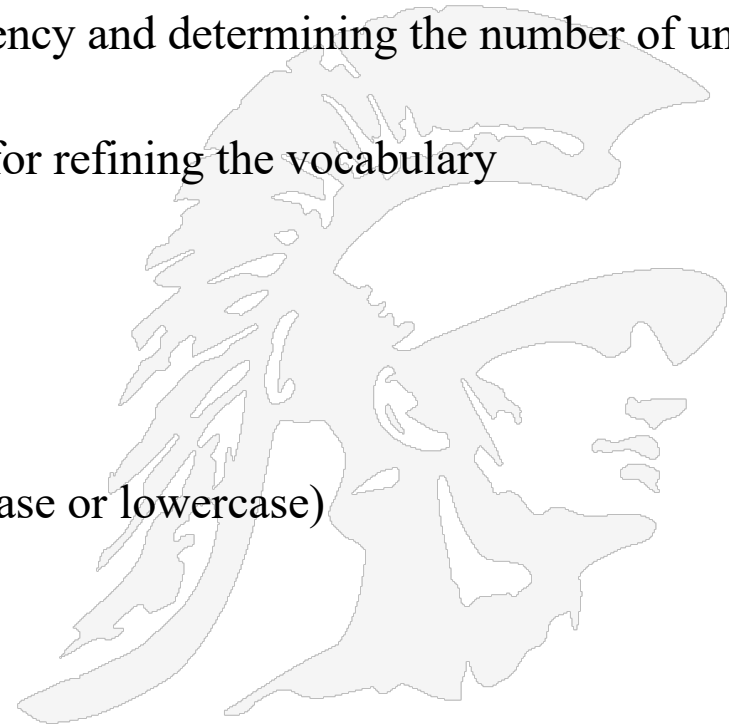 ency and determining the number of un
for refining the vocabulary
ase or lowercase)